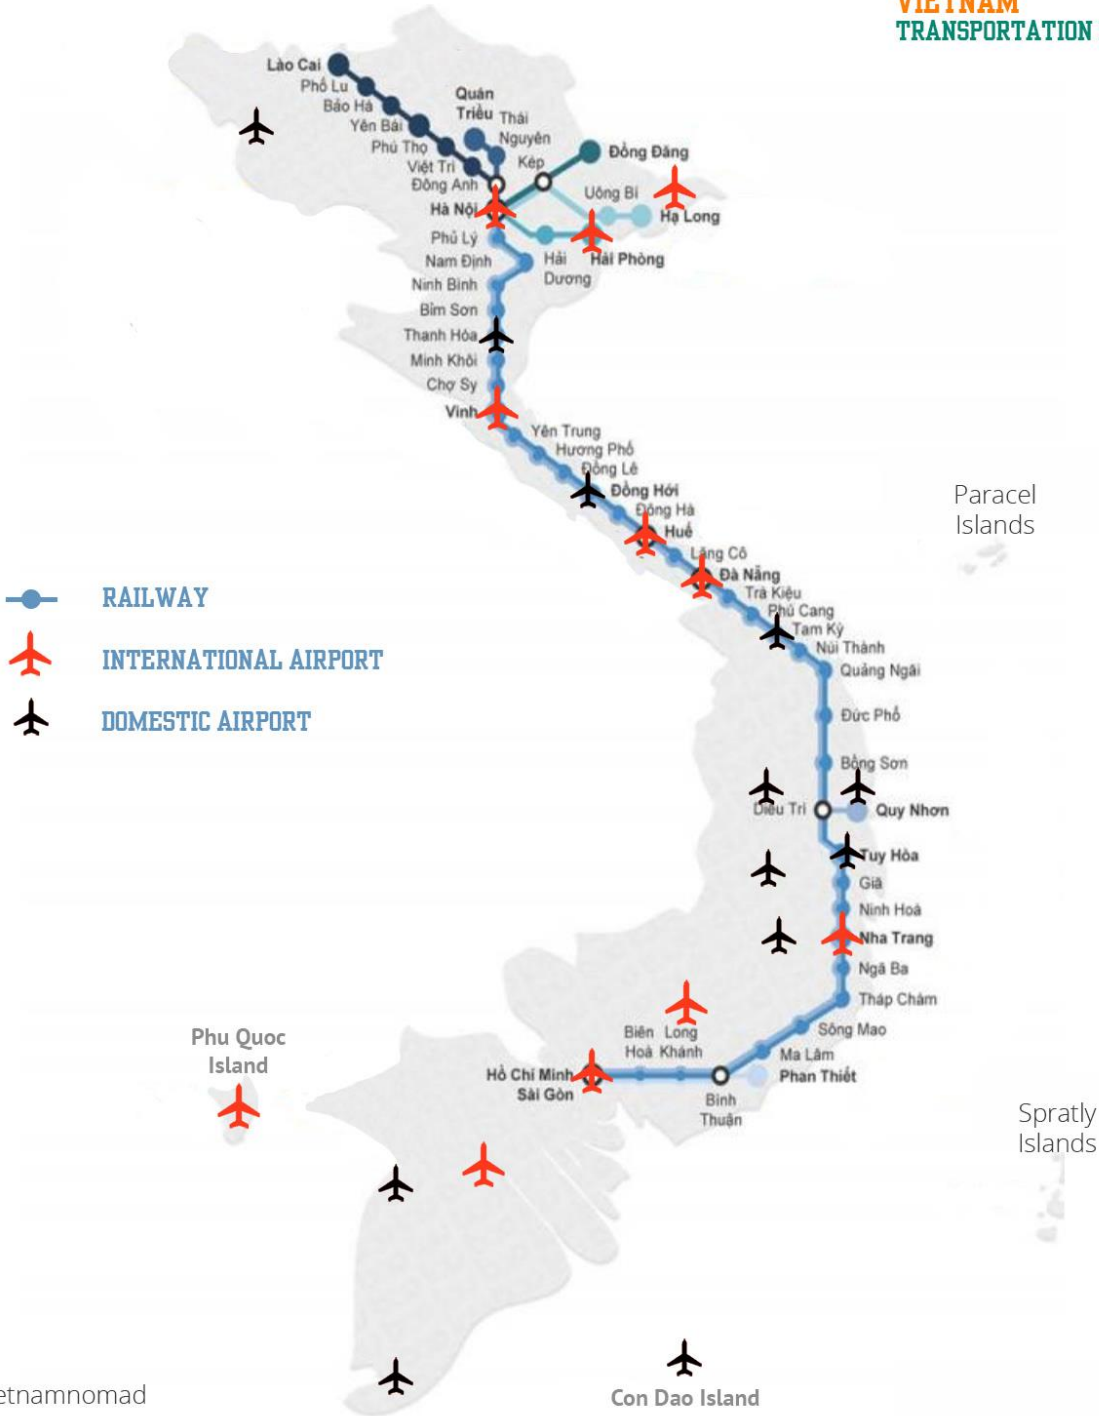 VIETNAM
TRANSPORTATION
Lào Cai
Phố Lu
Bảo Hà
Yên Bái
Phú Thọ
Việt Trì
Đông Anh
Quán
Triều
Thái
Nguyên
Kép
Đồng Đăng
Uông Bí
Hạ Long
Hà Nội
Phủ Lý
Nam Định
Hải
Dương
Hải Phòng
Ninh Bình
Bỉm Sơn
Thanh Hóa
Minh Khôi
Chợ Sy
Vinh
Yên Trung
Hương Phố
Đồng Lê
Đồng Hới
Đông Hà
Huế
Lăng Cô
Đà Nẵng
Trà Kiệu
Phú Cang
Tam Kỳ
Núi Thành
Quảng Ngãi
Đức Phổ
Bồng Sơn
Diêu Trì
Quy Nhơn
Tuy Hòa
Giã
Ninh Hoà
Nha Trang
Ngã Ba
Tháp Chàm
Sông Mao
Ma Lâm
Phan Thiết
Bình
Thuận
Biên
Hoà
Long
Khánh
Hồ Chí Minh
Sài Gòn
Paracel
Islands
RAILWAY
INTERNATIONAL AIRPORT
DOMESTIC AIRPORT
Phu Quoc
Island
Spratly
Islands
Con Dao Island
etnamnomad